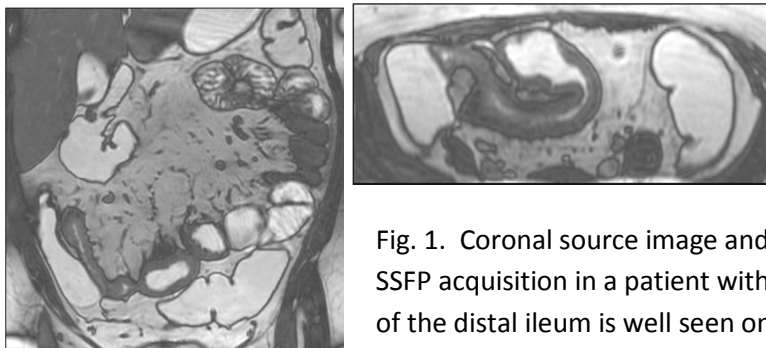 Fig. 1. Coronal source image and
SSFP acquisition in a patient with
of the distal ileum is well seen on